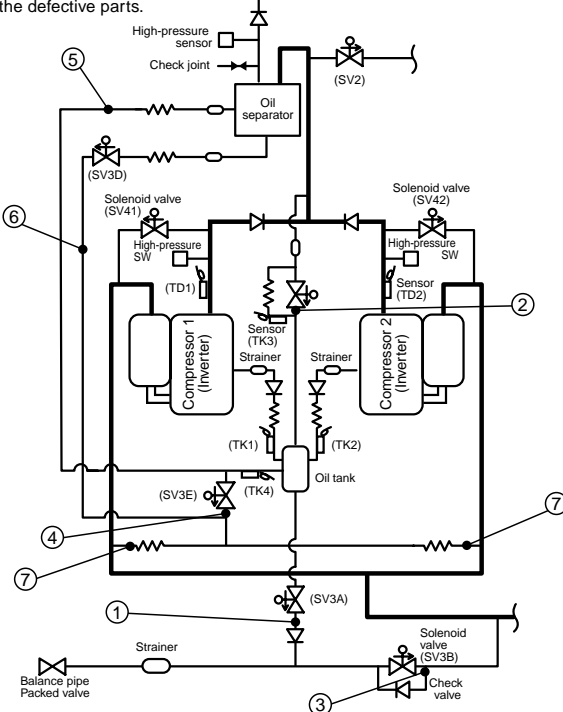 the defective parts.
High-pressure
sensor
Check joint
(SV2)
5
Oil
separator
(SV3D)
Solenoid valve
(SV41)
Solenoid valve
(SV42)
6
High-pressure
SW
High-pressure
SW
(TD1)
Sensor
(TD2)
2
Sensor
(TK3)
Compressor 1
(Inverter)
Compressor 2
(Inverter)
Strainer
Strainer
(TK1)
(TK2)
Oil tank
(TK4)
(SV3E)
4
7
7
(SV3A)
1
Solenoid
valve
(SV3B)
Strainer
Balance pipe
Packed valve
Check
valve
3